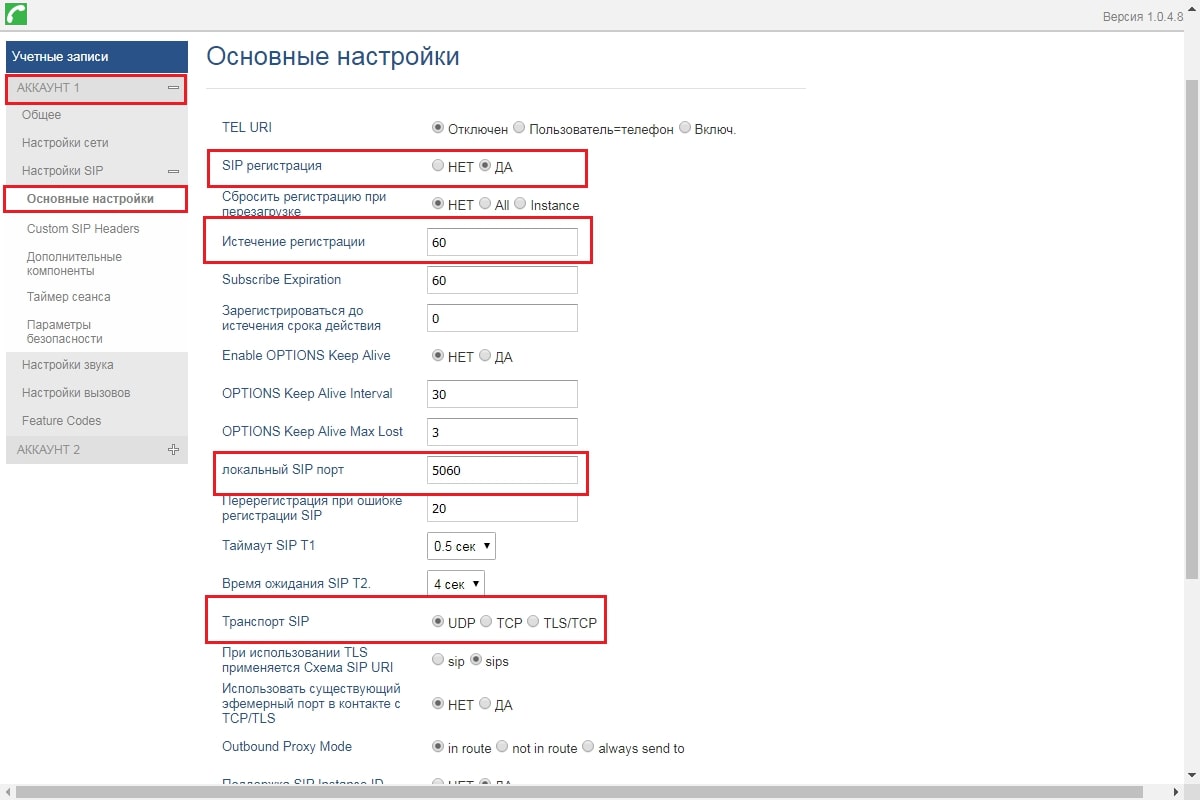 Версия 1.0.4.8
Учетные записи
АККАУНТ 1
Общее
Настройки сети
Настройки SIP
Основные настройки
Custom SIP Headers
Дополнительные
компоненты
Таймер сеанса
Параметры
безопасности
Настройки звука
Настройки вызовов
Feature Codes
АККАУНТ 2
Основные настройки
TEL URI Отключен Пользователь=телефон Включ.
SIP регистрация НЕТ ДА
Сбросить регистрацию при
перезагрузке НЕТ All Instance
Истечение регистрации 60
Subscribe Expiration 60
Зарегистрироваться до
истечения срока действия 0
Enable OPTIONS Keep Alive НЕТ ДА
OPTIONS Keep Alive Interval 30
OPTIONS Keep Alive Max Lost 3
локальный SIP порт 5060
Перерегистрация при ошибке
регистрации SIP 20
Таймаут SIP T1 0.5 сек
Время ожидания SIP T2. 4 сек
Транспорт SIP UDP TCP TLS/TCP
При использовании TLS
применяется Схема SIP URI sip sips
Использовать существующий
эфемерный порт в контакте с
TCP/TLS НЕТ ДА
Outbound Proxy Mode in route not in route always send to
Поддержка SIP Instance ID НЕТ ДА